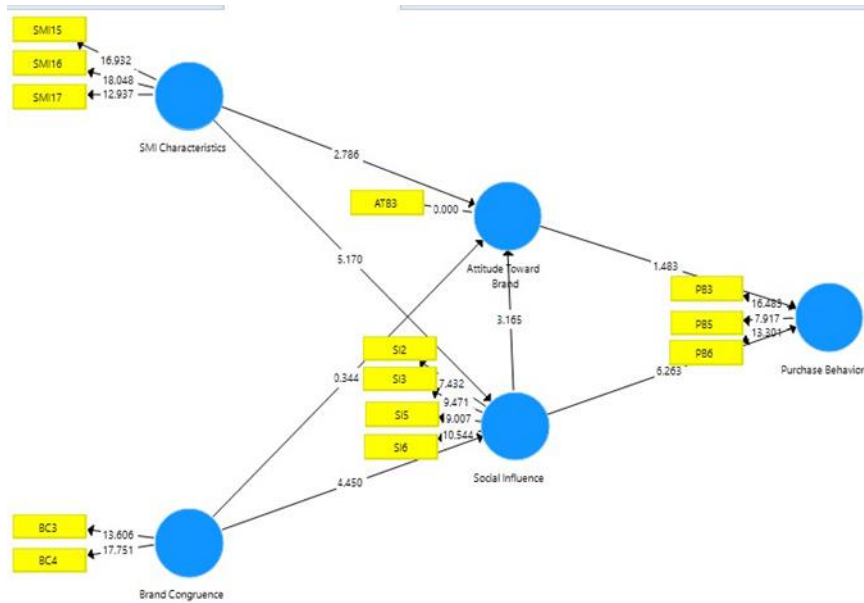 SMI15
SMI16
SMI17
16.932
18.048
12.937
SMI Characteristics
2.786
ATB3
0.000
Attitude Toward
Brand
5.170
1.483
PB3
PB5
PB6
16.483
7.917
13.301
Purchase Behavior
3.165
0.344
SI2
SI3
SI5
SI6
7.432
9.471
9.007
10.544
6.263
Social Influence
4.450
BC3
BC4
13.606
17.751
Brand Congruence